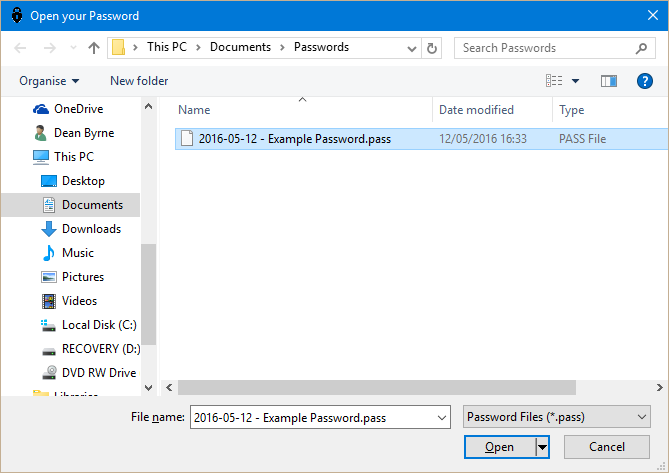 Open your Password
This PC Documents Passwords Search Passwords
Organise New folder ?
Name Date modified Type
2016-05-12 - Example Password.pass 12/05/2016 16:33 PASS File
OneDrive
Dean Byrne
This PC
Desktop
Documents
Downloads
Music
Pictures
Videos
Local Disk (C:)
RECOVERY (D:)
DVD RW Drive
File name: 2016-05-12 - Example Password.pass Password Files (*.pass)
Open Cancel